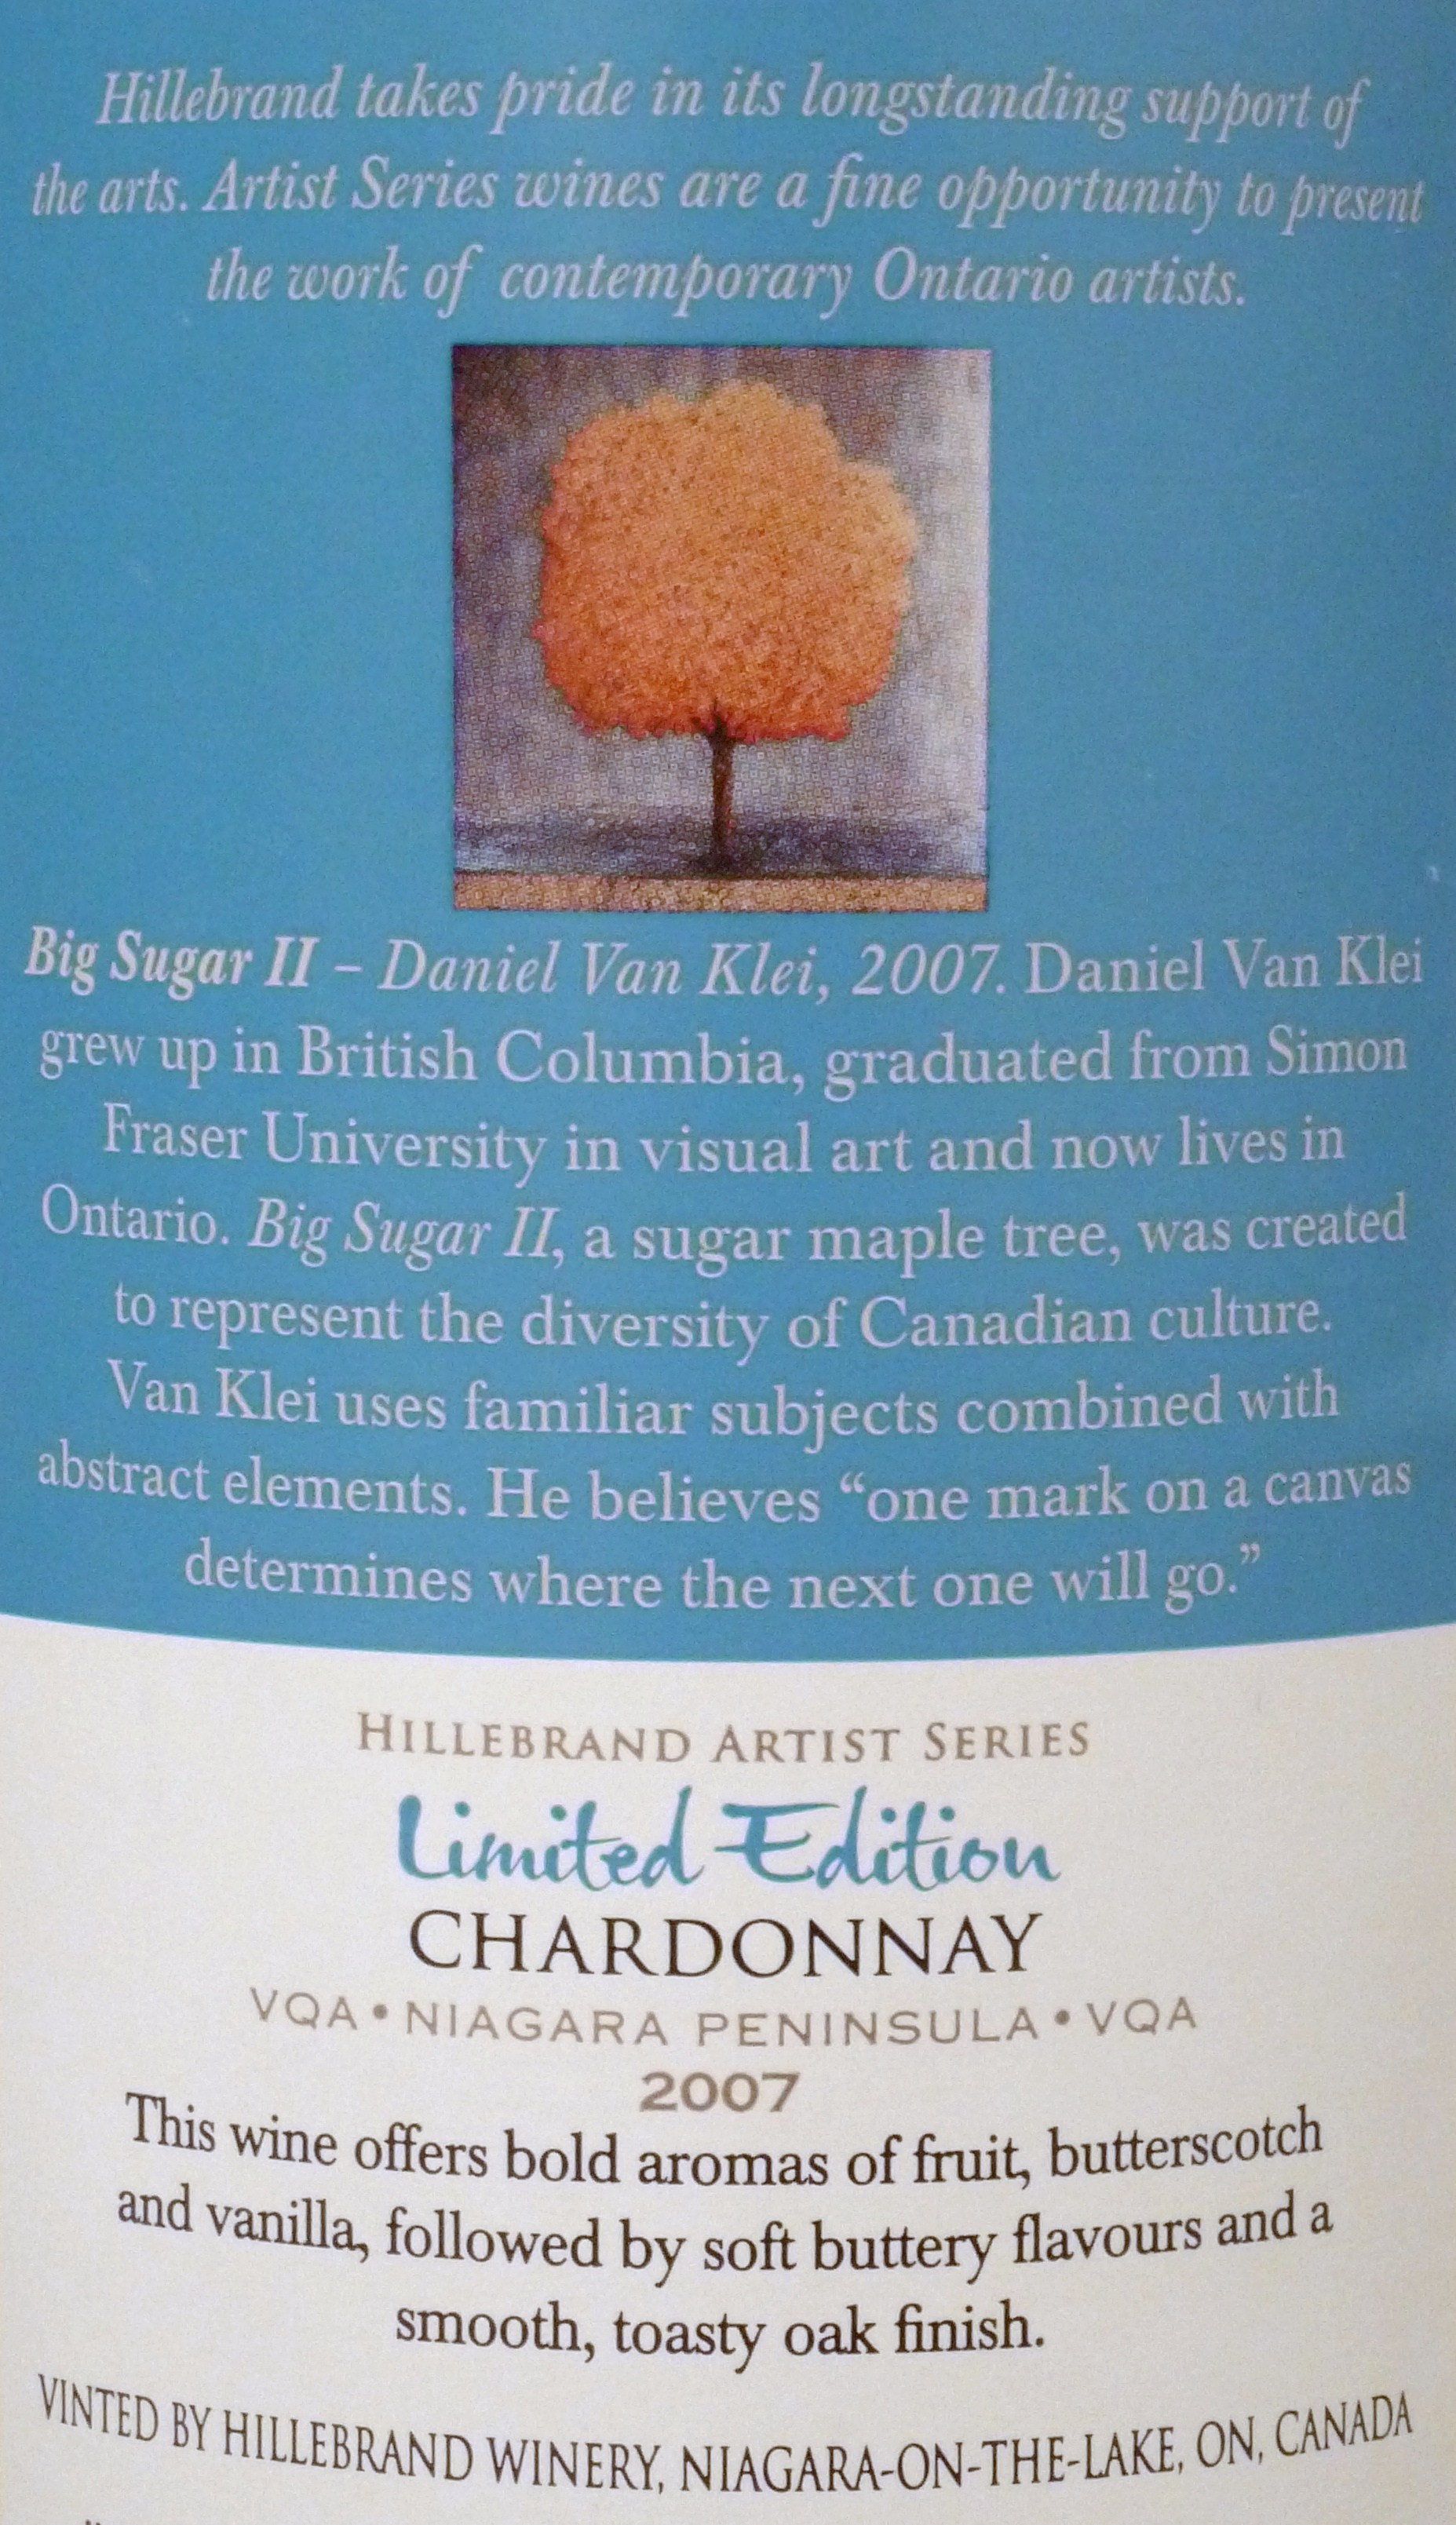 Hillebrand takes pride in its longstanding support of
the arts. Artist Series wines are a fine opportunity to present
the work of contemporary Ontario artists.
Big Sugar II – Daniel Van Klei, 2007. Daniel Van Klei
grew up in British Columbia, graduated from Simon
Fraser University in visual art and now lives in
Ontario. Big Sugar II, a sugar maple tree, was created
to represent the diversity of Canadian culture.
Van Klei uses familiar subjects combined with
abstract elements. He believes “one mark on a canvas
determines where the next one will go.”
HILLEBRAND ARTIST SERIES
Limited Edition
CHARDONNAY
VQA • NIAGARA PENINSULA • VQA
2007
This wine offers bold aromas of fruit, butterscotch
and vanilla, followed by soft buttery flavours and a
smooth, toasty oak finish.
VINTED BY HILLEBRAND WINERY, NIAGARA-ON-THE-LAKE, ON, CANADA